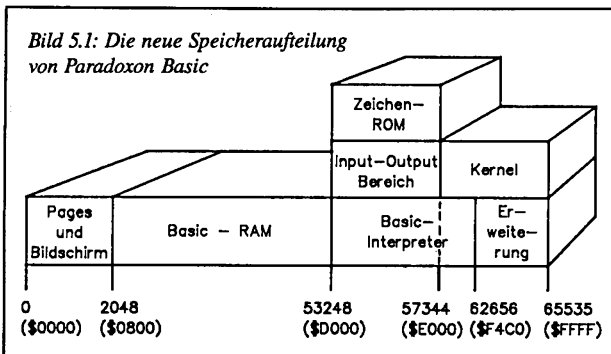 Bild 5.1: Die neue Speicheraufteilung
von Paradoxon Basic
Zeichen-
ROM
Input-Output
Bereich
Kernel
Pages
und
Bildschirm
Basic - RAM
Basic-
Interpreter
Er-
weite-
rung
0
($0000)
2048
($0800)
53248
($D000)
57344
($E000)
62656
($F4C0)
65535
($FFFF)